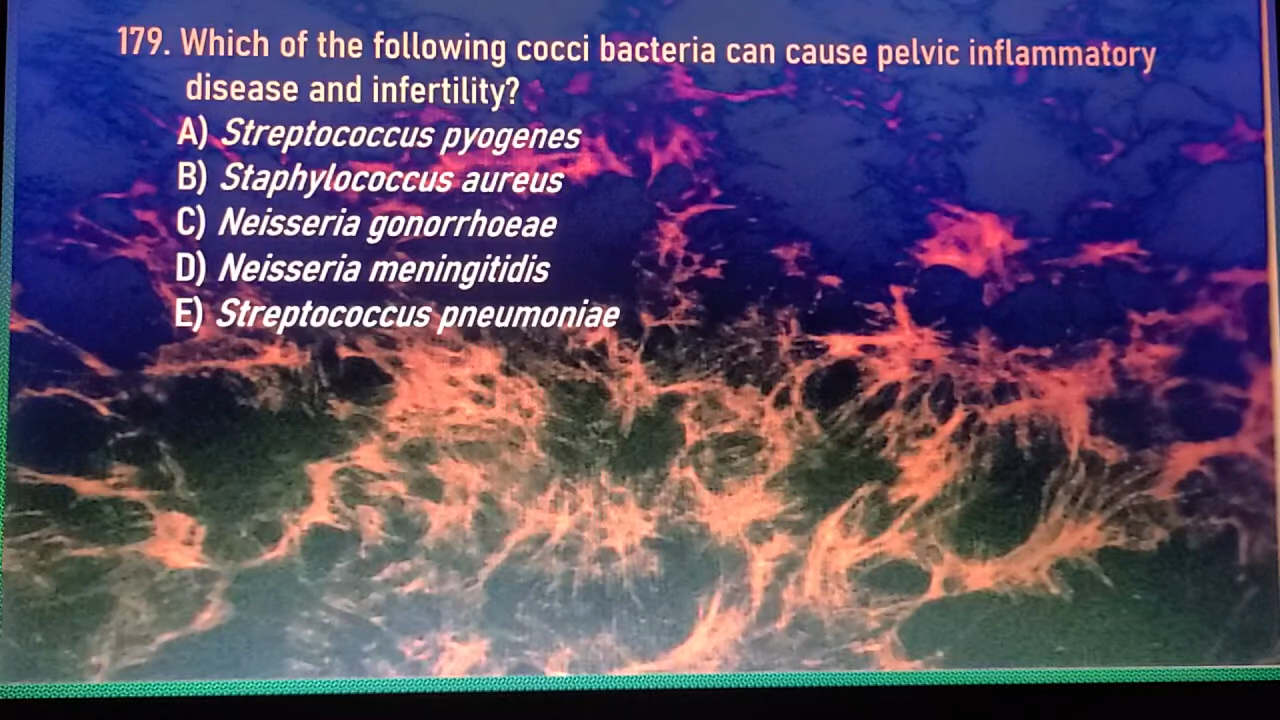 179. Which of the following cocci bacteria can cause pelvic inflammatory
disease and infertility?
A) Streptococcus pyogenes
B) Staphylococcus aureus
C) Neisseria gonorrhoeae
D) Neisseria meningitidis
E) Streptococcus pneumoniae